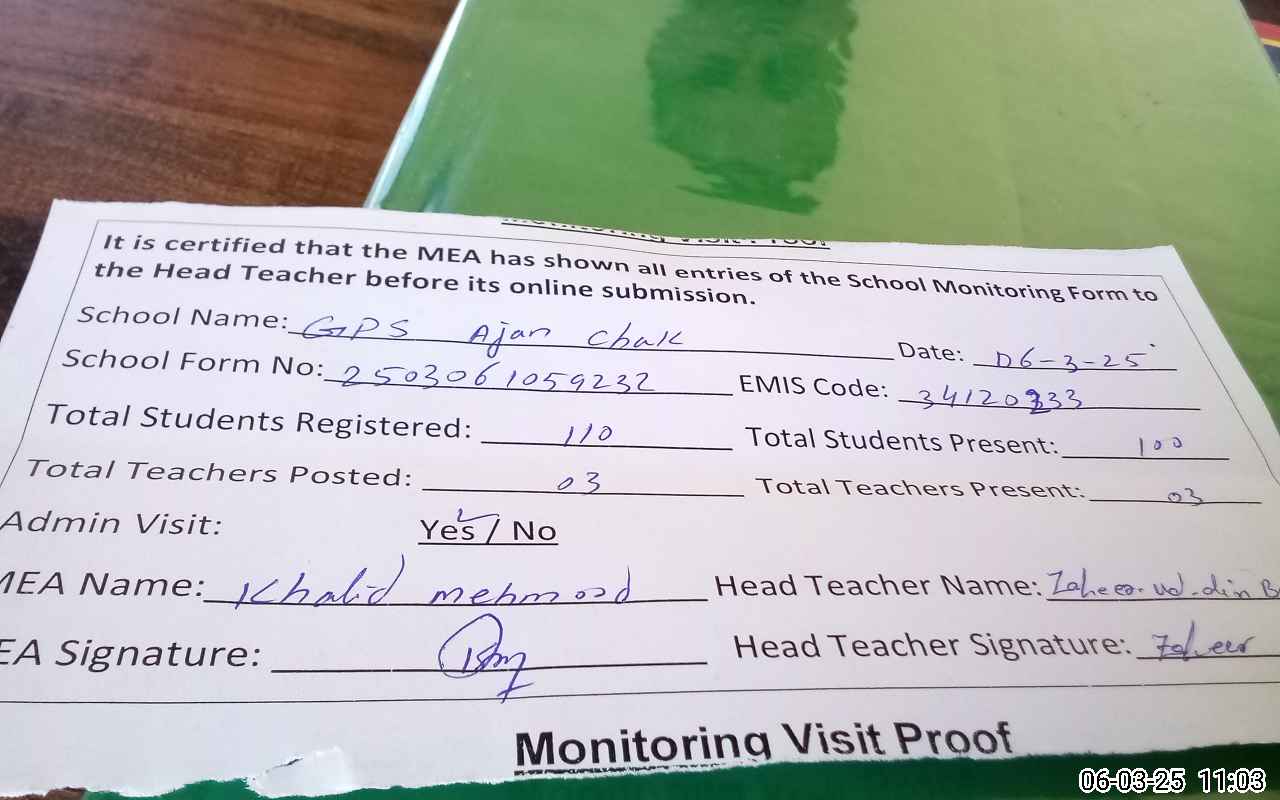 It is certified that the MEA has shown all entries of the School Monitoring Form to
the Head Teacher before its online submission.
School Name: GPS Ajan Chak Date: 06-3-25
School Form No: 2503061059232 EMIS Code: 34120233
Total Students Registered: 110 Total Students Present: 100
Total Teachers Posted: 03 Total Teachers Present: 03
Admin Visit: Yes / No
MEA Name: Khalid mehmood Head Teacher Name: Zaheer-ud-din
EA Signature: Head Teacher Signature: Zaheer
Monitoring Visit Proof
06-03-25 11:03